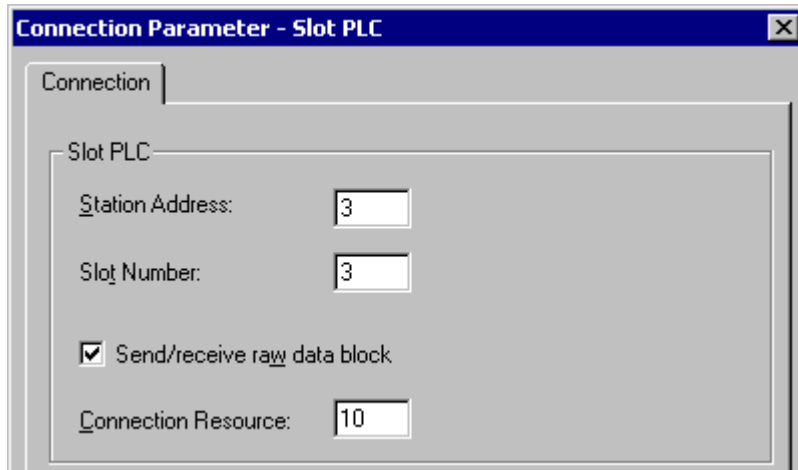 Connection Parameter - Slot PLC
Connection
Slot PLC
Station Address: 3
Slot Number: 3
Send/receive raw data block
Connection Resource: 10